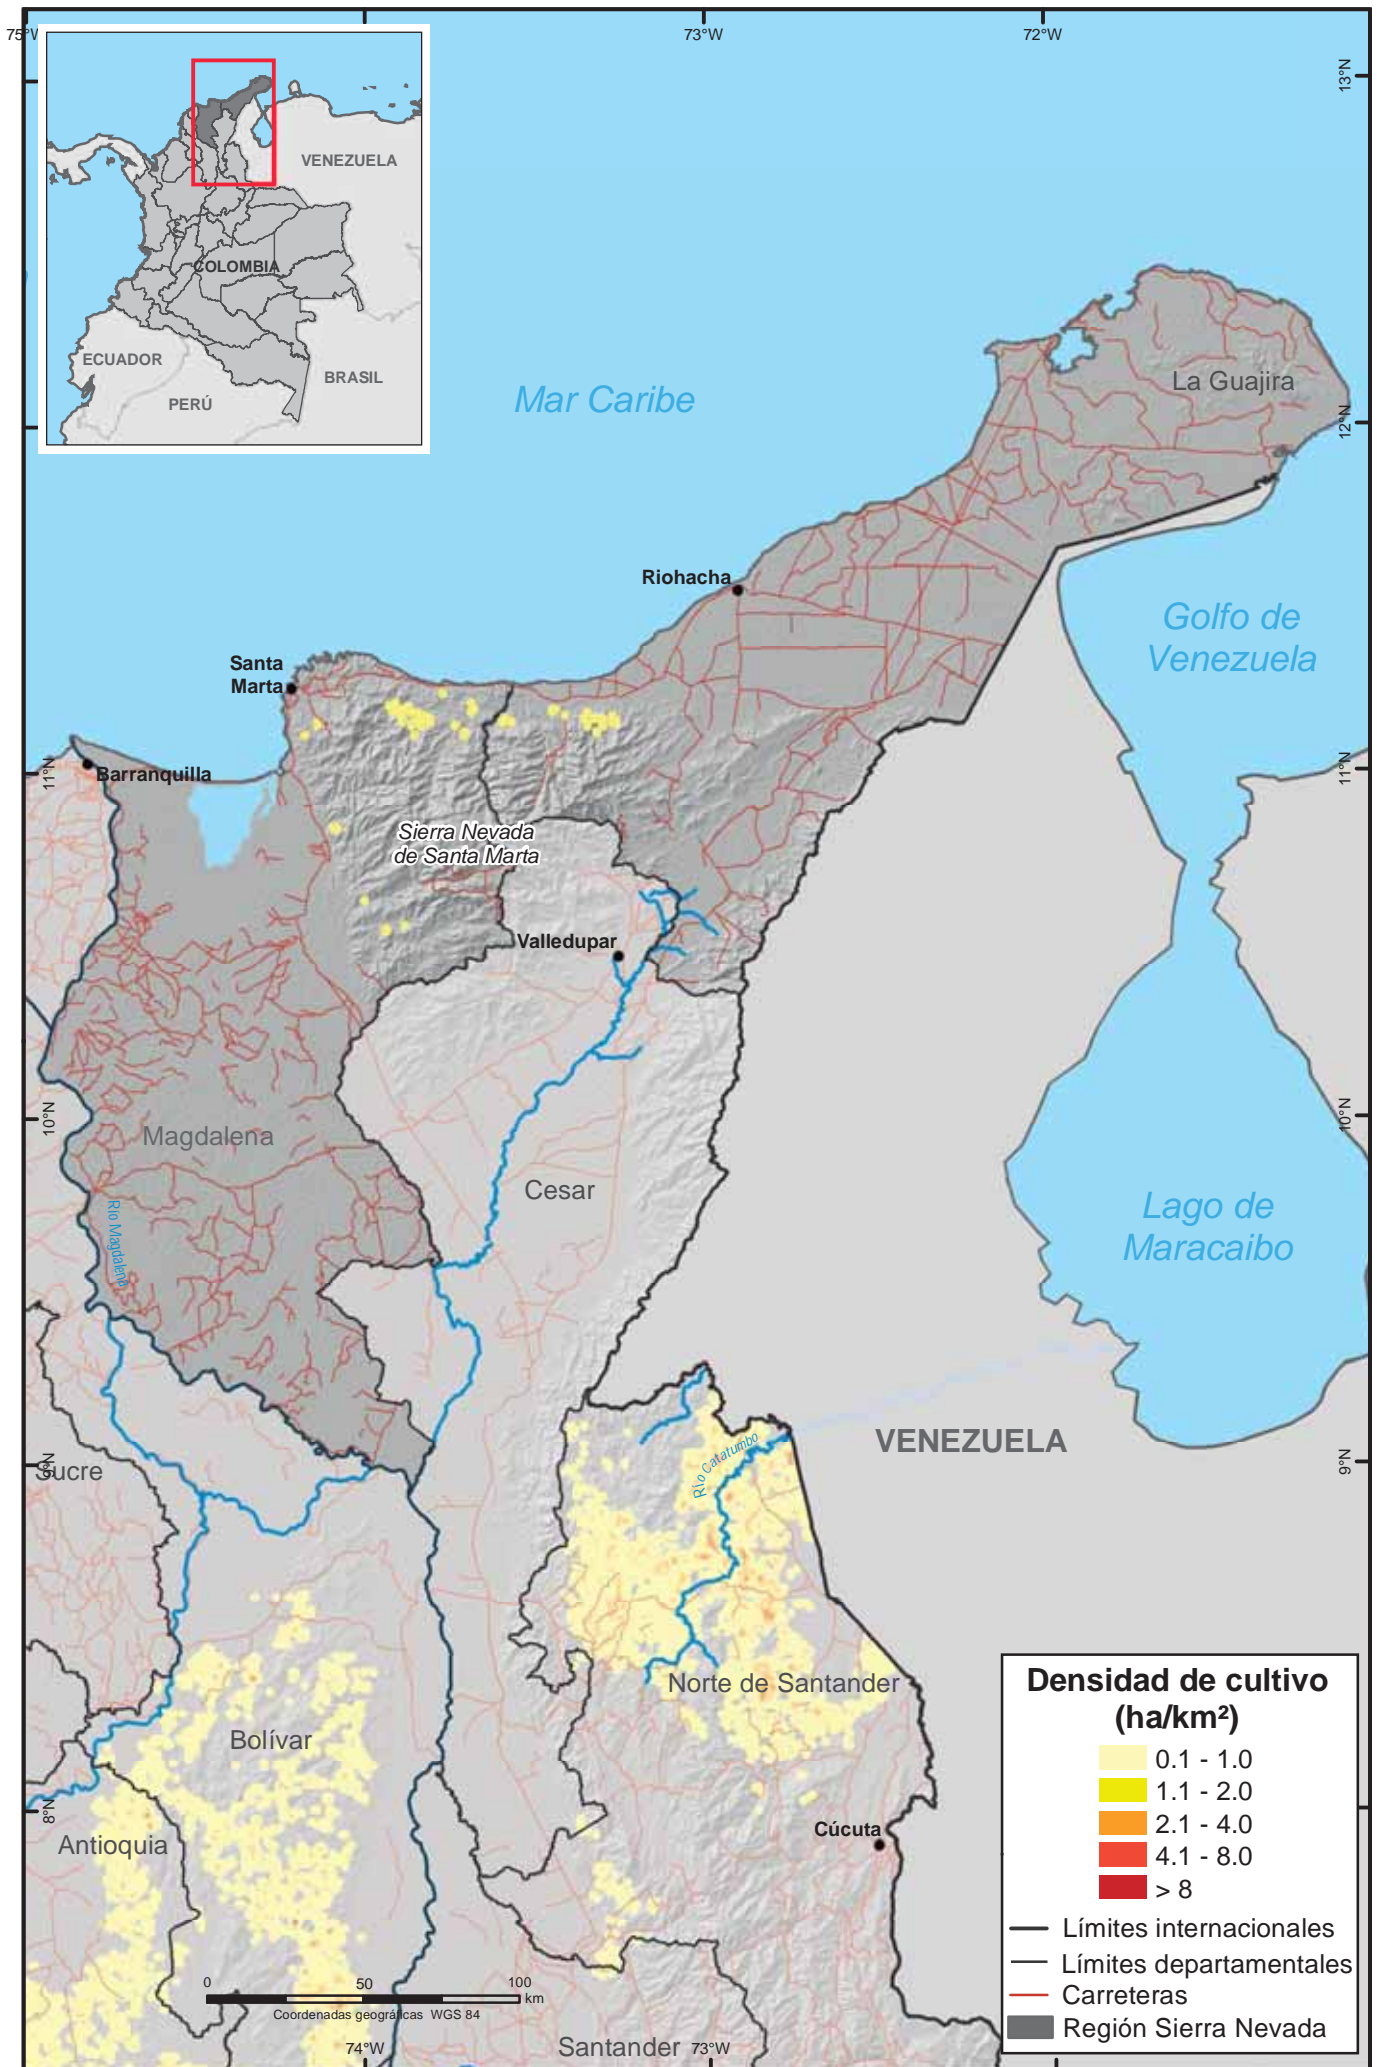 75°W
73°W
72°W
13°N
VENEZUELA
COLOMBIA
ECUADOR
PERÚ
BRASIL
Mar Caribe
La Guajira
12°N
Riohacha
Golfo de
Venezuela
Santa
Marta
Barranquilla
11°N
11°N
Sierra Nevada
de Santa Marta
Valledupar
10°N
10°N
Magdalena
Cesar
Río Magdalena
Lago de
Maracaibo
VENEZUELA
Río Catatumbo
9°N
9°N
Sucre
Norte de Santander
Bolívar
8°N
Antioquia
Cúcuta
Densidad de cultivo
(ha/km²)
0.1 - 1.0
1.1 - 2.0
2.1 - 4.0
4.1 - 8.0
> 8
Límites internacionales
Límites departamentales
Carreteras
Región Sierra Nevada
0 50 100
km
Coordenadas geográficas WGS 84
Santander
74°W
73°W